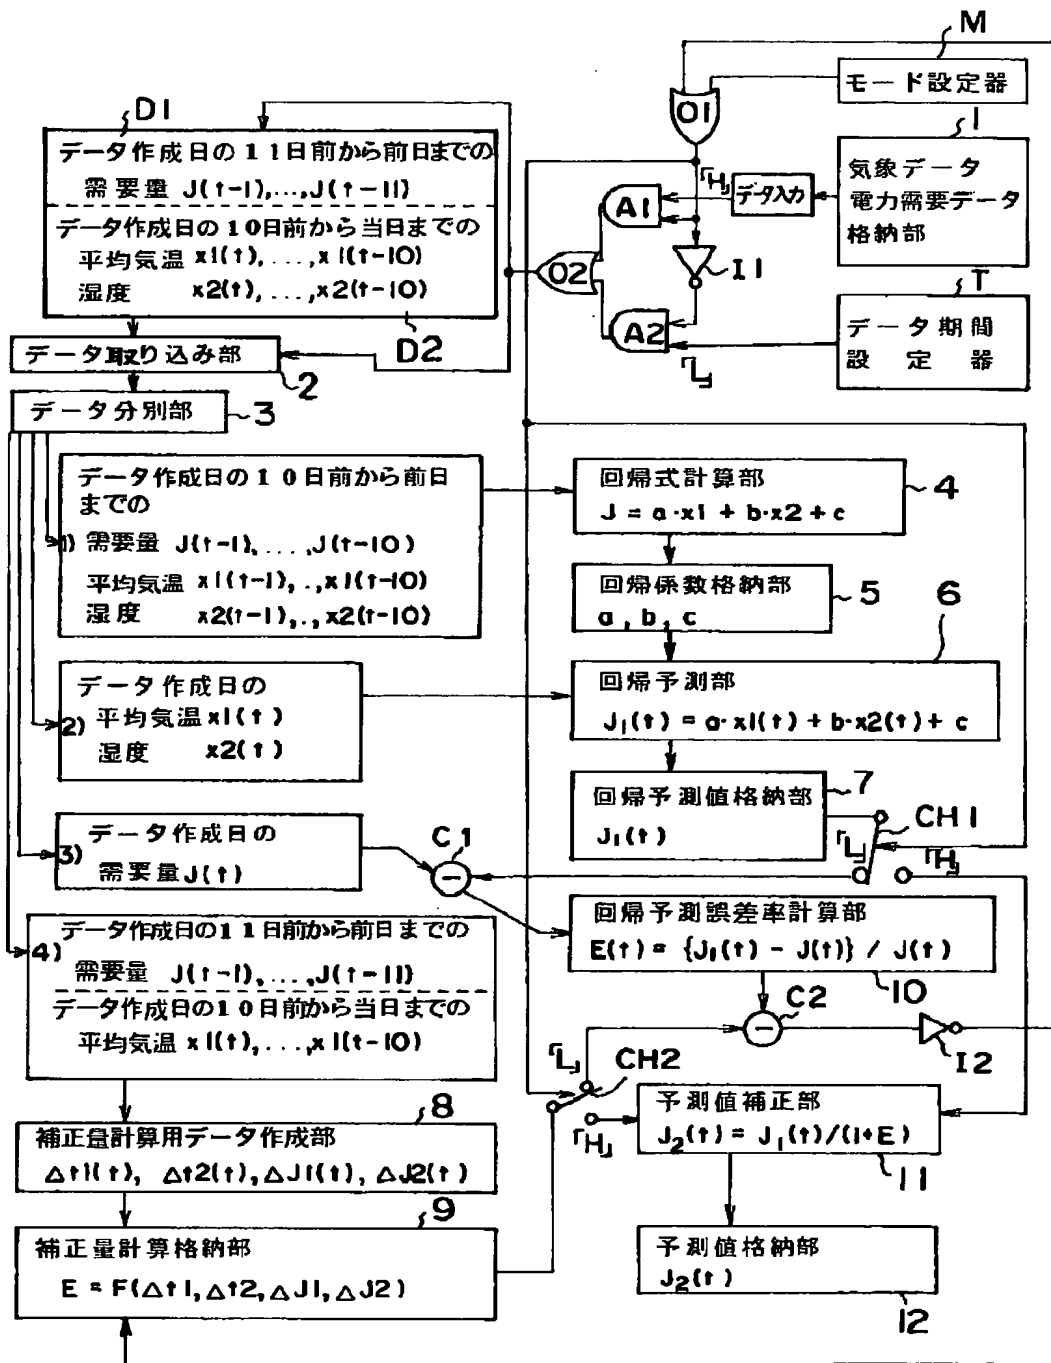 M
モード設定器
O1
D1
1
データ作成日の11日前から前日までの
需要量 J(t-1),...,J(t-11)
データ作成日の10日前から当日までの
平均気温 x1(t),...,x1(t-10)
湿度 x2(t),...,x2(t-10)
D2
「H」
データ入力
気象データ
電力需要データ
格納部
A1
I1
O2
A2
「L」
T
データ期間
設定器
データ取り込み部
2
データ分別部
3
1)
データ作成日の10日前から前日
までの
需要量 J(t-1),...,J(t-10)
平均気温 x1(t-1),.,x1(t-10)
湿度 x2(t-1),.,x2(t-10)
回帰式計算部
J = a·x1 + b·x2 + c
4
回帰係数格納部
a, b, c
5
6
2)
データ作成日の
平均気温 x1(t)
湿度 x2(t)
回帰予測部
J₁(t) = a·x1(t) + b·x2(t) + c
回帰予測値格納部
J₁(t)
7
CH1
「L」
「H」
3)
データ作成日の
需要量 J(t)
C1
−
回帰予測誤差率計算部
E(t) = {J₁(t) - J(t)} / J(t)
10
4)
データ作成日の11日前から前日までの
需要量 J(t-1),...,J(t-11)
データ作成日の10日前から当日までの
平均気温 x1(t),...,x1(t-10)
C2
−
I2
「L」
CH2
「H」
予測値補正部
J₂(t) = J₁(t)/(1+E)
11
8
補正量計算用データ作成部
△t1(t), △t2(t), △J1(t), △J2(t)
9
補正量計算格納部
E = F(△t1, △t2, △J1, △J2)
予測値格納部
J₂(t)
12